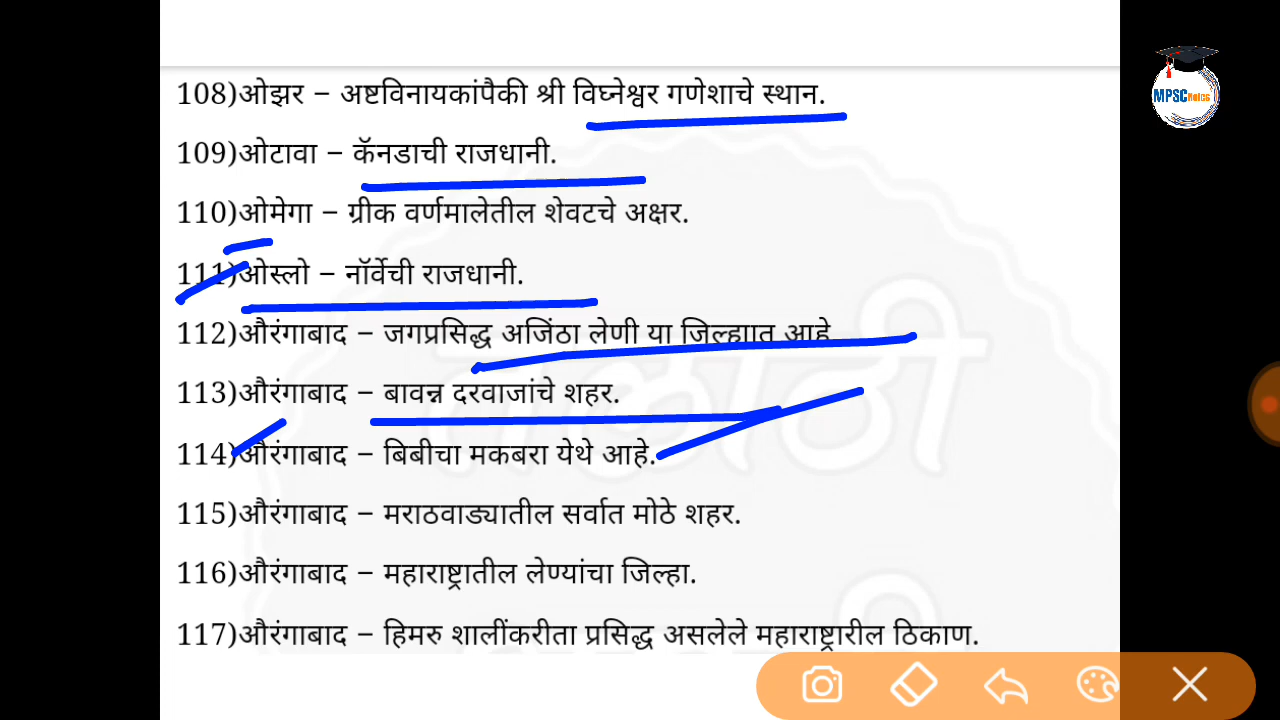 108)ओझर – अष्टविनायकांपैकी श्री विघ्नेश्वर गणेशाचे स्थान.
MPSC Rules
109)ओटावा – कॅनडाची राजधानी.
110)ओमेगा – ग्रीक वर्णमालेतील शेवटचे अक्षर.
111)ओस्लो – नॉर्वेची राजधानी.
112)औरंगाबाद – जगप्रसिद्ध अजिंठा लेणी या जिल्ह्यात आहे
113)औरंगाबाद – बावन्न दरवाजांचे शहर.
114)औरंगाबाद – बिबीचा मकबरा येथे आहे.
115)औरंगाबाद – मराठवाड्यातील सर्वात मोठे शहर.
116)औरंगाबाद – महाराष्ट्रातील लेण्यांचा जिल्हा.
117)औरंगाबाद – हिमरु शालींकरीता प्रसिद्ध असलेले महाराष्ट्रारील ठिकाण.
तलाठी